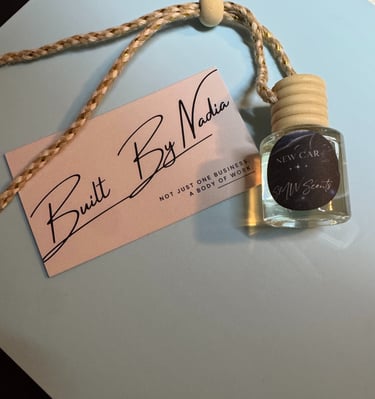 Built By Nadia
NOT JUST ONE BUSINESS.
A BODY OF WORK.
NEW CAR
Scents